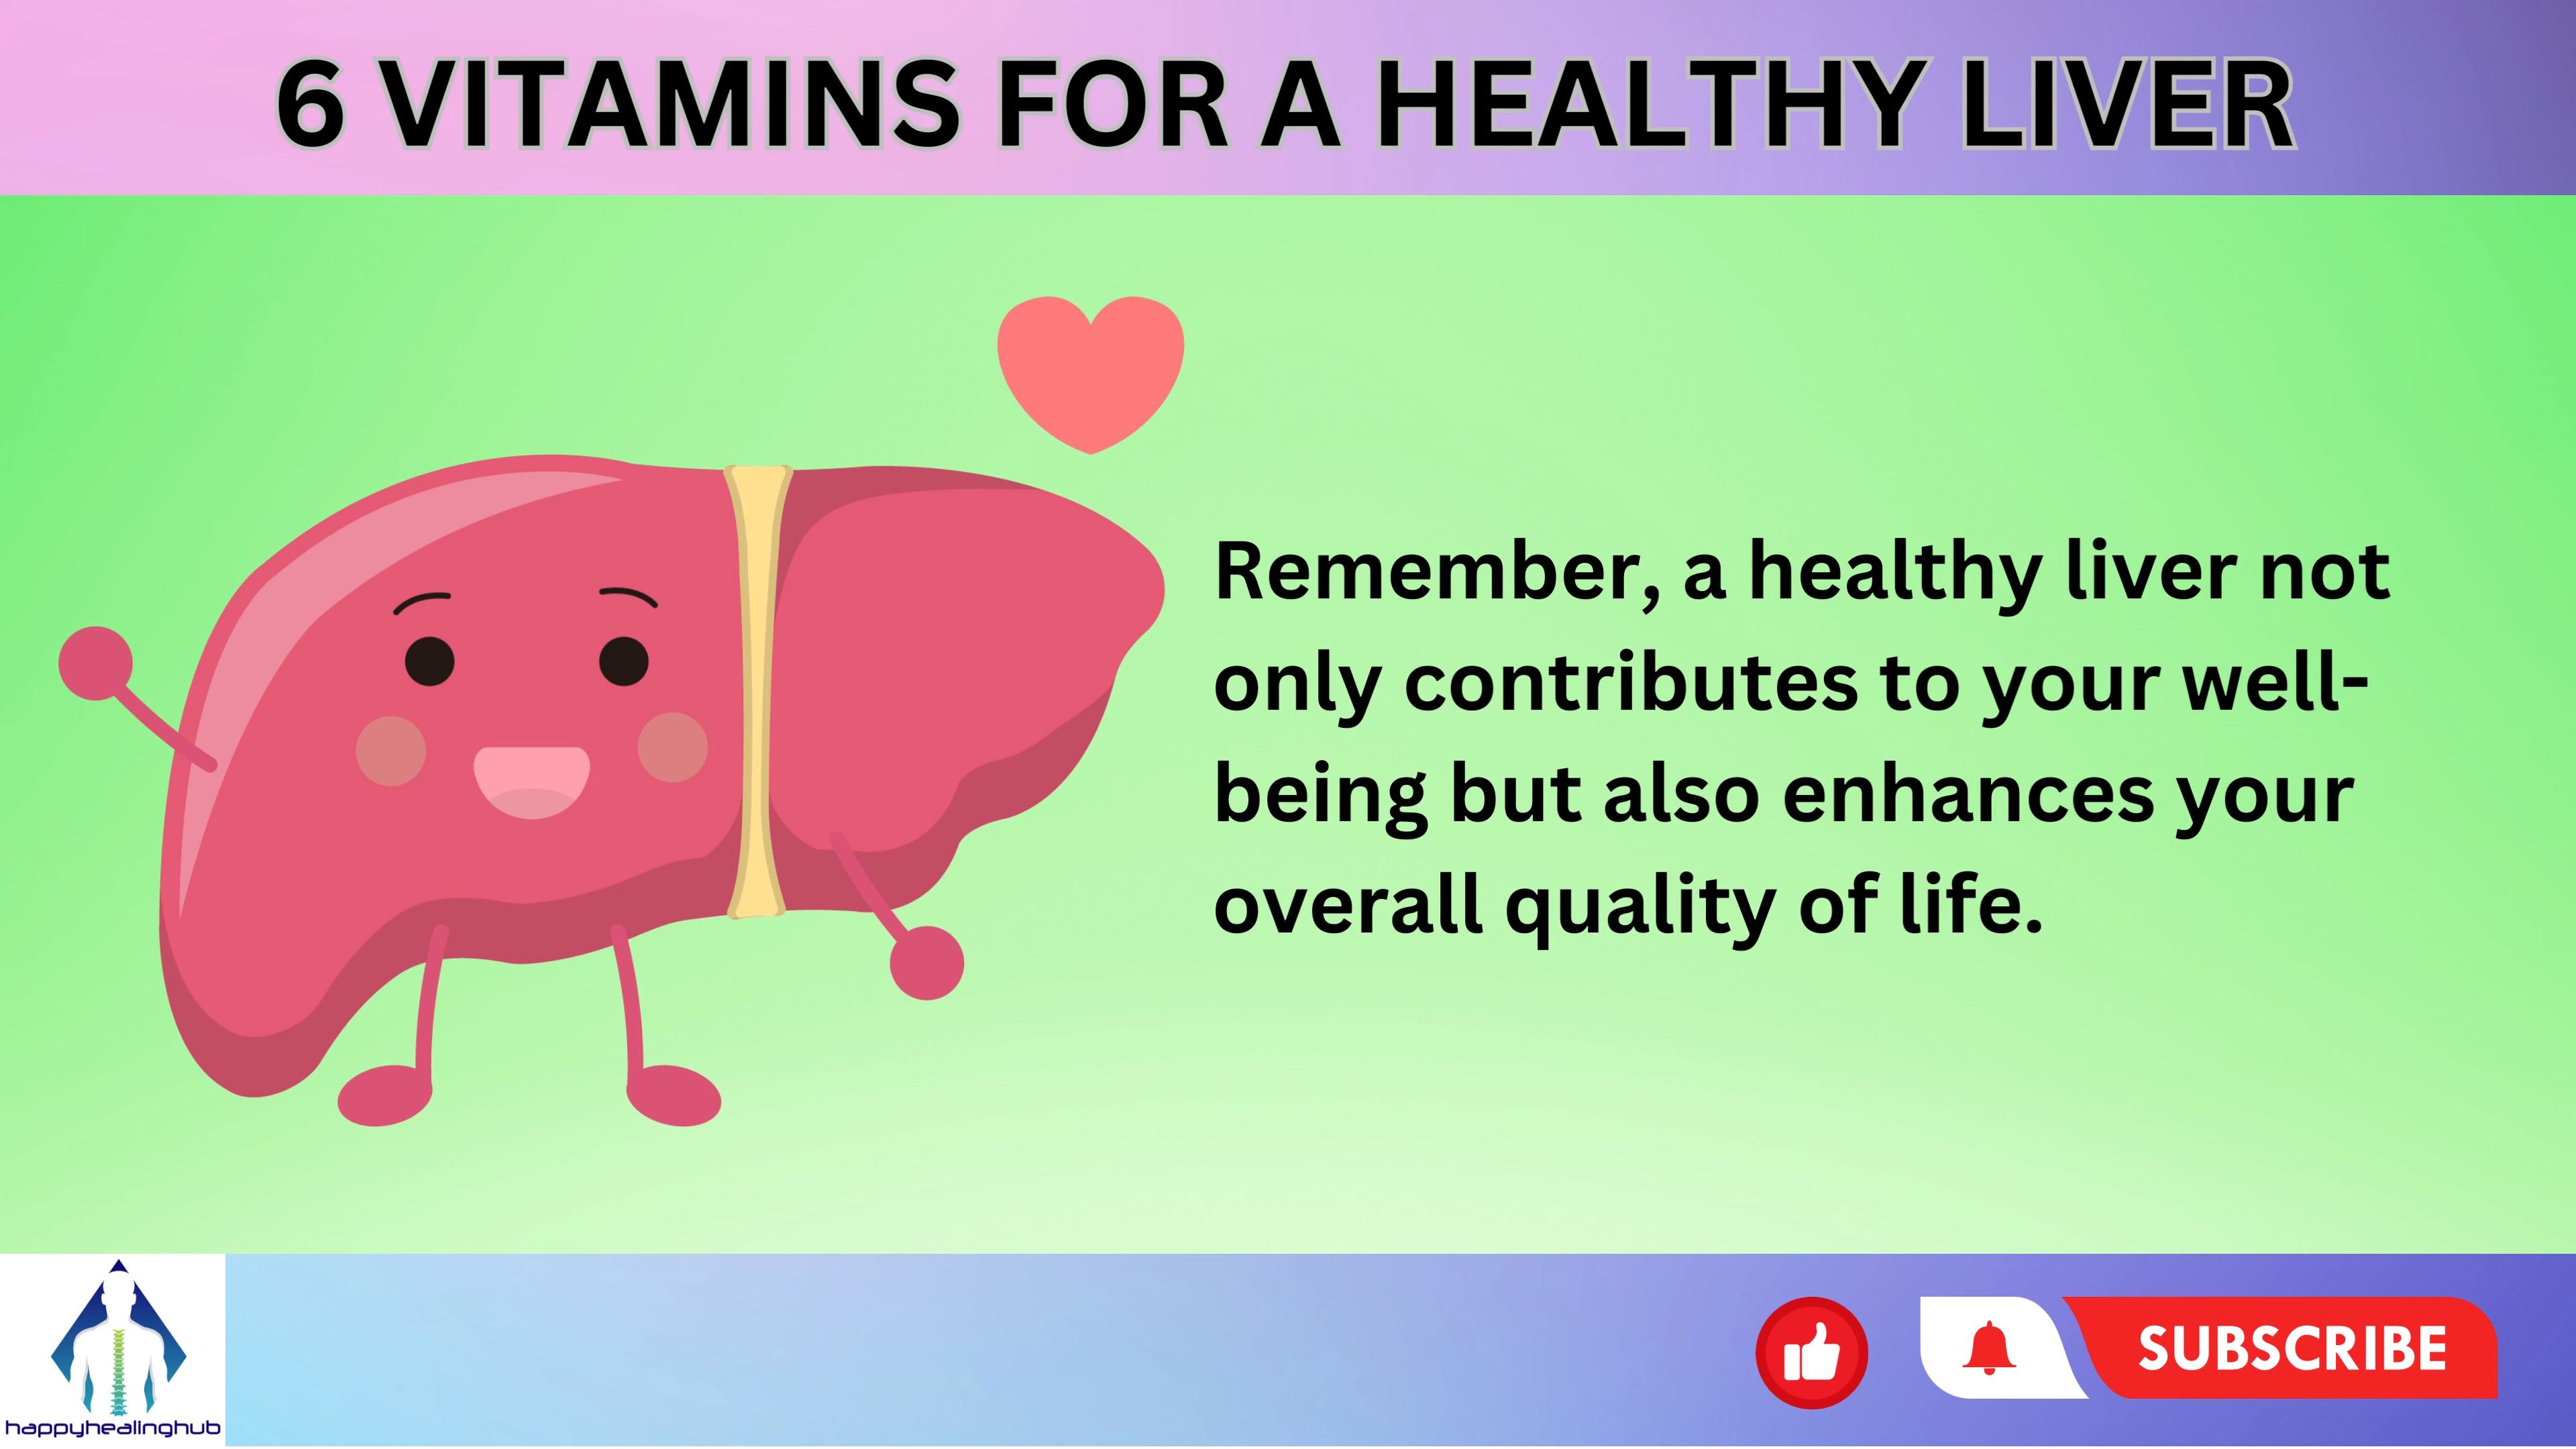 6 VITAMINS FOR A HEALTHY LIVER
Remember, a healthy liver not
only contributes to your well-
being but also enhances your
overall quality of life.
happyhealinghub
SUBSCRIBE